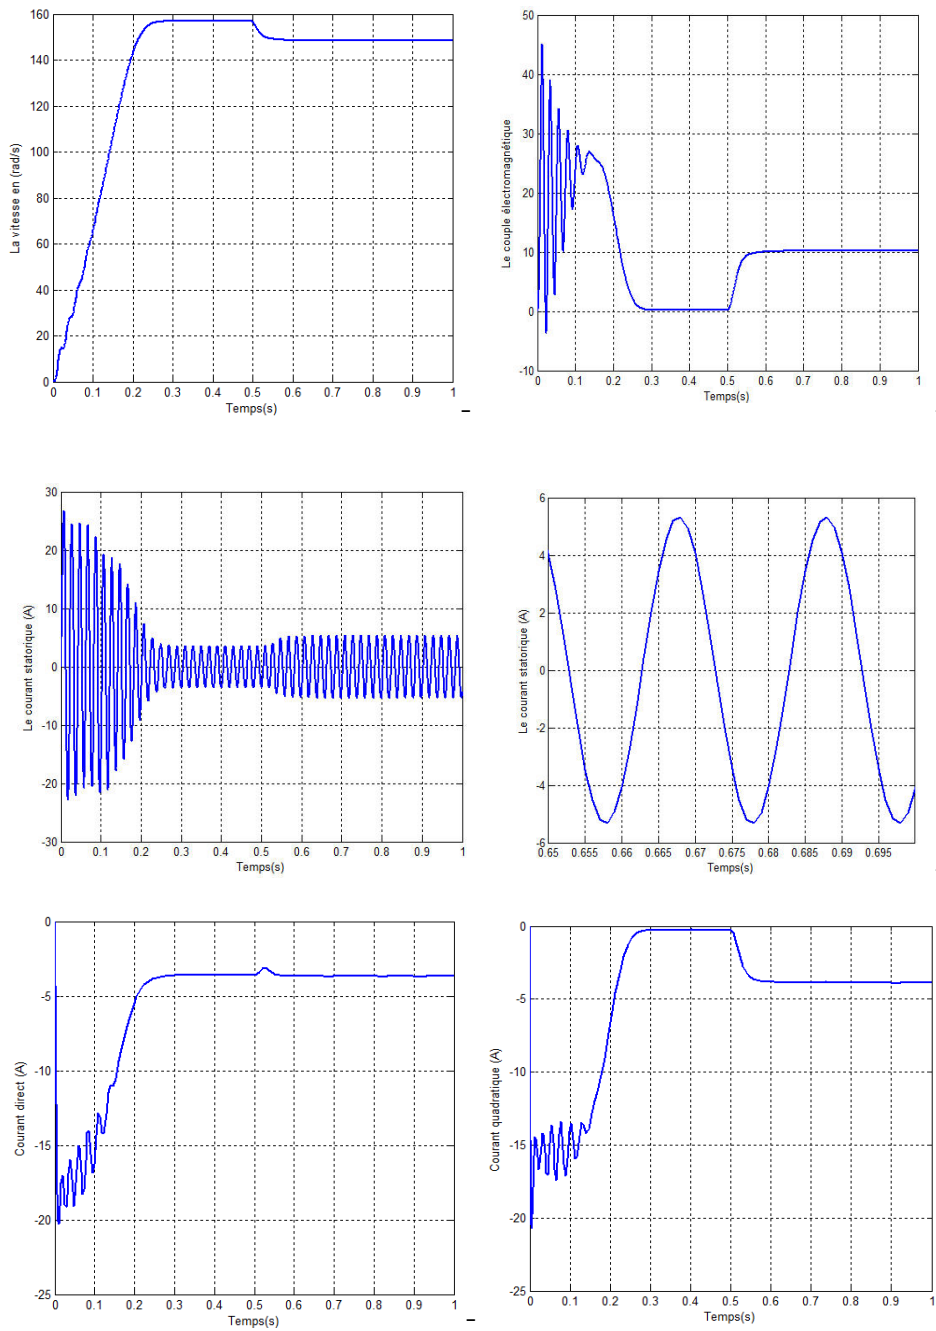 La vitesse en (rad/s)
160
140
120
100
80
60
40
20
0
0 0.1 0.2 0.3 0.4 0.5 0.6 0.7 0.8 0.9 1
Temps(s)
Le couple électromagnétique
50
40
30
20
10
0
-10
0 0.1 0.2 0.3 0.4 0.5 0.6 0.7 0.8 0.9 1
Temps(s)
Le courant statorique (A)
30
20
10
0
-10
-20
-30
0 0.1 0.2 0.3 0.4 0.5 0.6 0.7 0.8 0.9 1
Temps(s)
Le courant statorique (A)
6
4
2
0
-2
-4
-6
0.65 0.655 0.66 0.665 0.67 0.675 0.68 0.685 0.69 0.695
Temps(s)
Courant direct (A)
0
-5
-10
-15
-20
-25
0 0.1 0.2 0.3 0.4 0.5 0.6 0.7 0.8 0.9 1
Temps(s)
Courant quadratique (A)
0
-5
-10
-15
-20
-25
0 0.1 0.2 0.3 0.4 0.5 0.6 0.7 0.8 0.9 1
Temps(s)